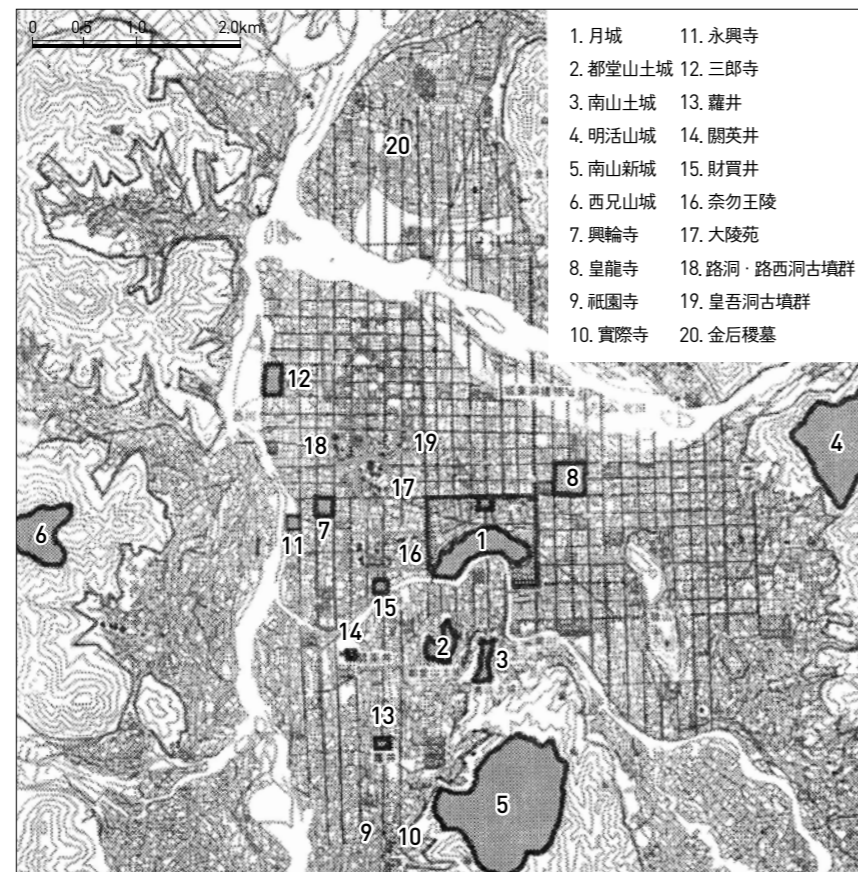 0 0.5 1.0 2.0km
1. 月城
2. 都堂山土城
3. 南山土城
4. 明活山城
5. 南山新城
6. 西兄山城
7. 興輪寺
8. 皇龍寺
9. 祇園寺
10. 實際寺
11. 永興寺
12. 三郎寺
13. 蘿井
14. 閼英井
15. 財買井
16. 奈勿王陵
17. 大陵苑
18. 路洞 · 路西洞古墳群
19. 皇吾洞古墳群
20. 金后稷墓
20
12
18
19
4
8
17
7
6
11
1
16
15
14
2
3
13
5
9
10